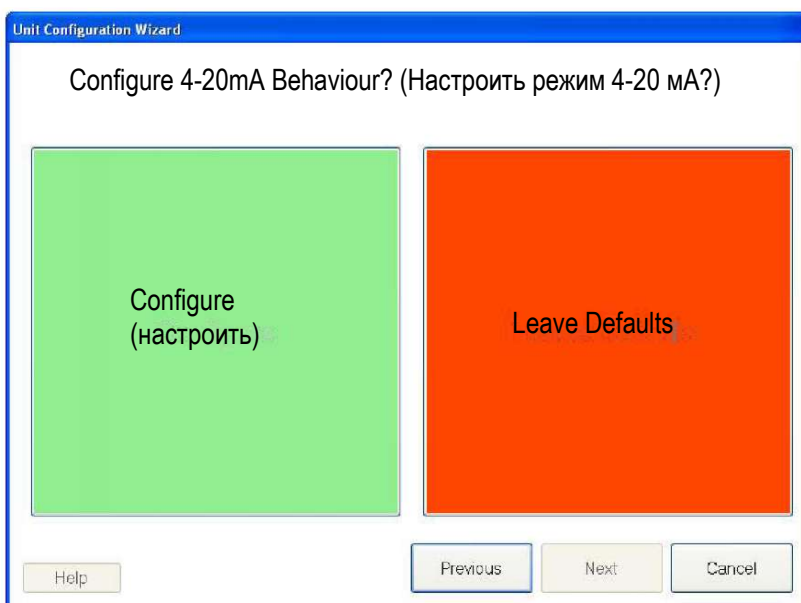 Unit Configuration Wizard
Configure 4-20mA Behaviour? (Настроить режим 4-20 мА?)
Configure
(настроить)
Leave Defaults
Help
Previous
Next
Cancel